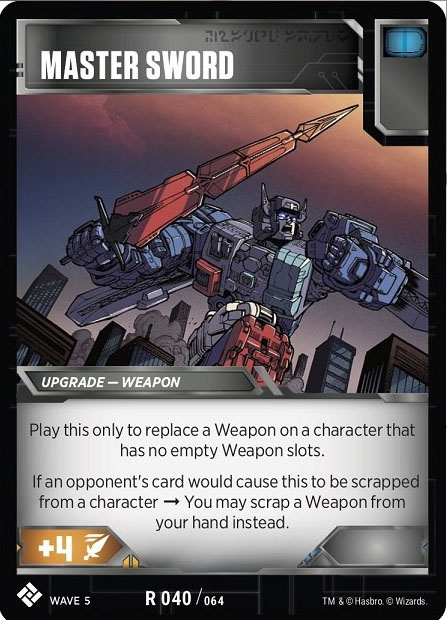 MASTER SWORD
UPGRADE — WEAPON
Play this only to replace a Weapon on a character that
has no empty Weapon slots.
If an opponent's card would cause this to be scrapped
from a character → You may scrap a Weapon from
your hand instead.
+4
WAVE 5 R 040 / 064 TM & © Hasbro. © Wizards.